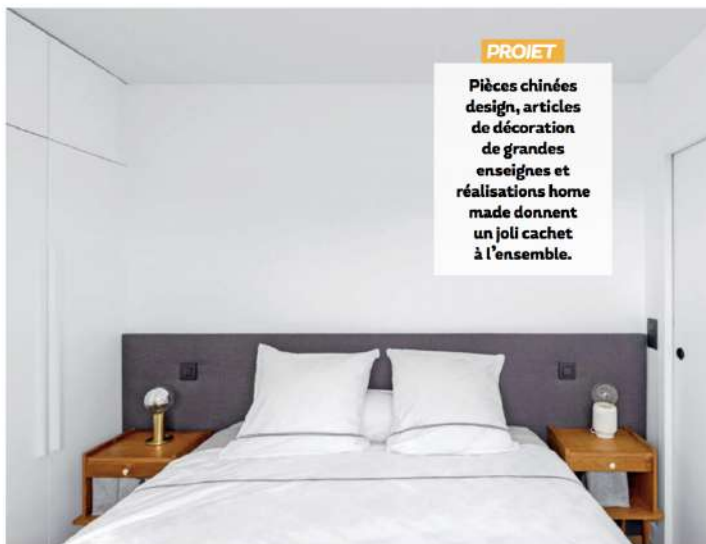 PROJET
Pièces chinées
design, articles
de décoration
de grandes
enseignes et
réalisations home
made donnent
un joli cachet
à l'ensemble.